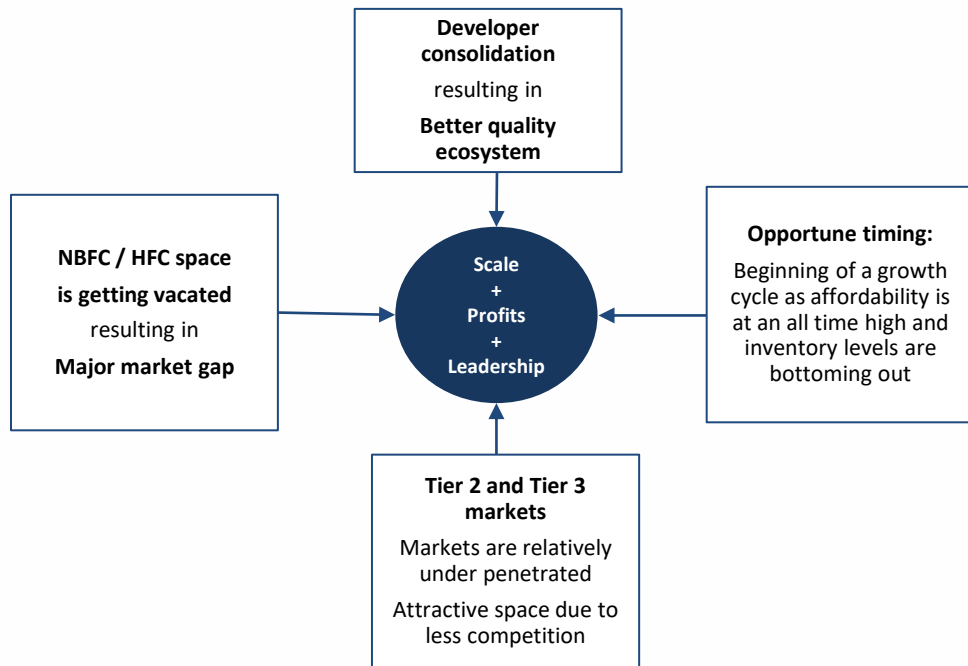 Developer
consolidation
resulting in
Better quality
ecosystem
NBFC / HFC space
is getting vacated
resulting in
Major market gap
Scale
+
Profits
+
Leadership
Opportune timing:
Beginning of a growth
cycle as affordability is
at an all time high and
inventory levels are
bottoming out
Tier 2 and Tier 3
markets
Markets are relatively
under penetrated
Attractive space due to
less competition